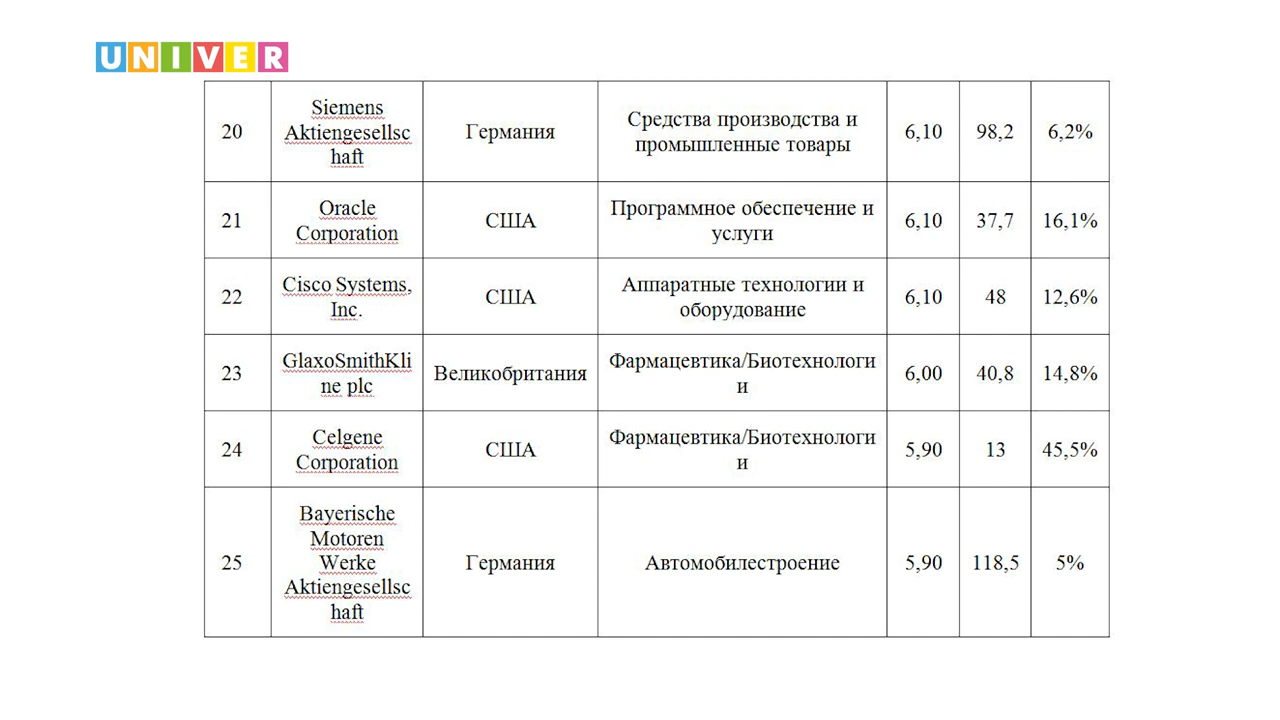 UNIVER
20 Siemens Aktiengesellsc haft Германия Средства производства и промышленные товары 6,10 98,2 6,2%
21 Oracle Corporation США Программное обеспечение и услуги 6,10 37,7 16,1%
22 Cisco Systems, Inc. США Аппаратные технологии и оборудование 6,10 48 12,6%
23 GlaxoSmithKli ne plc Великобритания Фармацевтика/Биотехнологи и 6,00 40,8 14,8%
24 Celgene Corporation США Фармацевтика/Биотехнологи и 5,90 13 45,5%
25 Bayerische Motoren Werke Aktiengesellsc haft Германия Автомобилестроение 5,90 118,5 5%